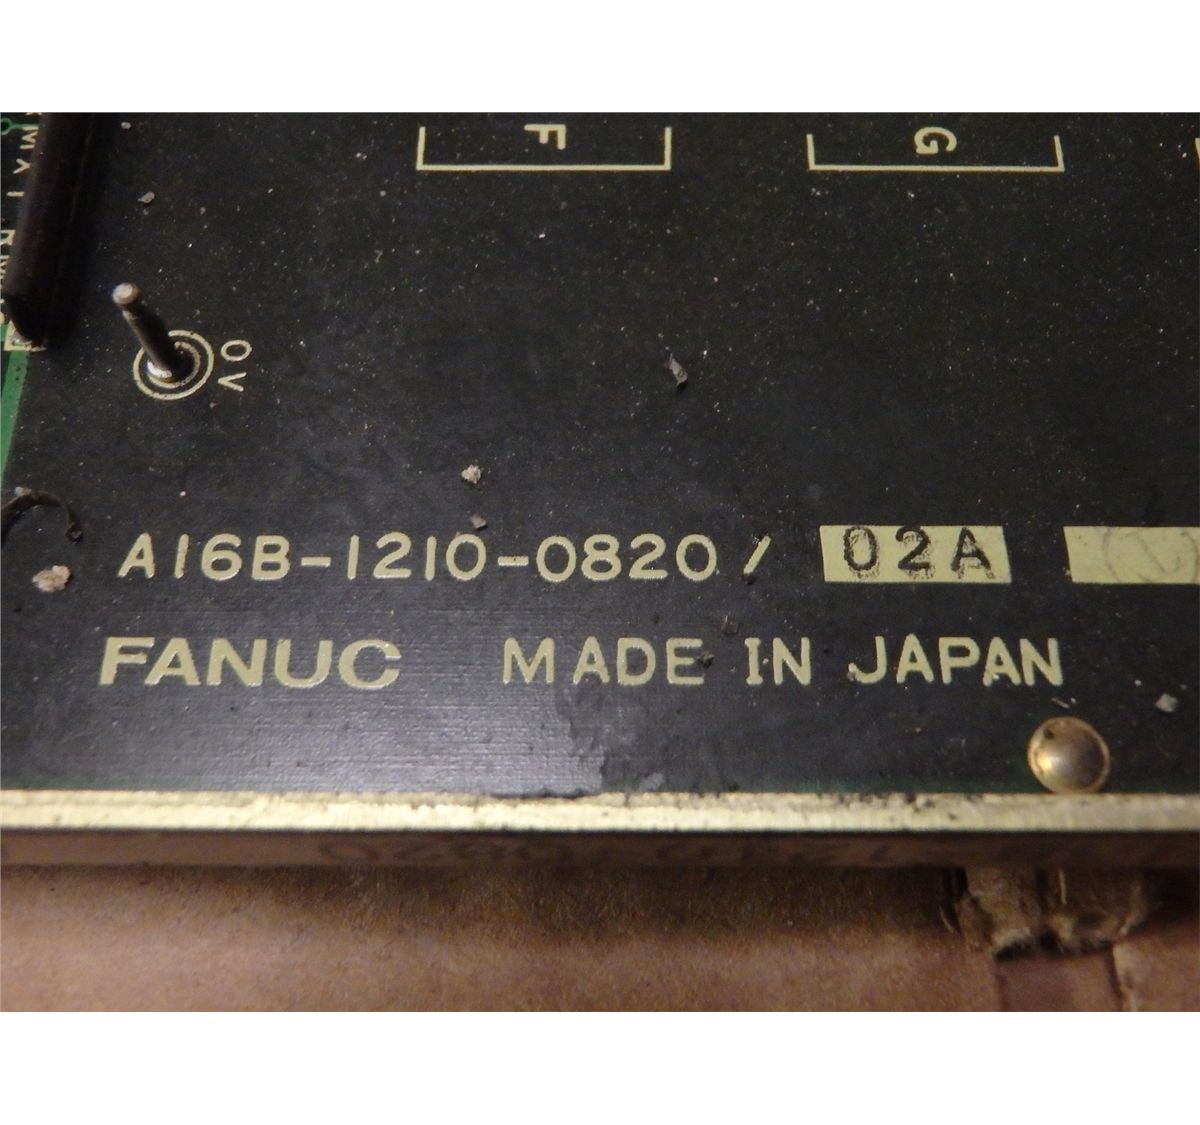 F
G
0V
A16B-1210-0820/ 02A
FANUC MADE IN JAPAN